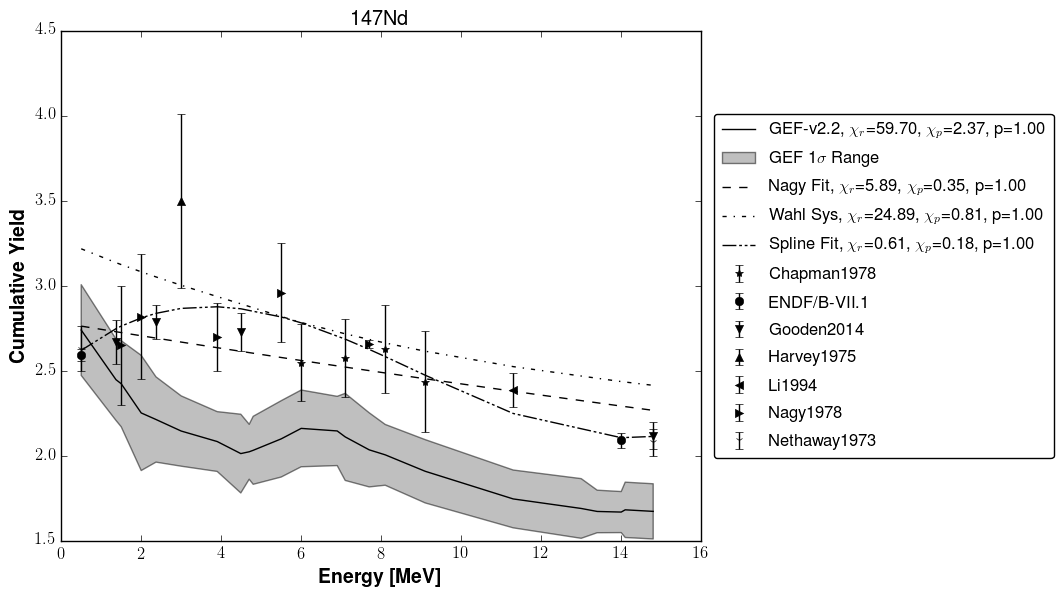 147Nd
4.5
4.0
3.5
3.0
2.5
2.0
1.5
Cumulative Yield
0 2 4 6 8 10 12 14 16
Energy [MeV]
GEF-v2.2, χr=59.70, χp=2.37, p=1.00
GEF 1σ Range
Nagy Fit, χr=5.89, χp=0.35, p=1.00
Wahl Sys, χr=24.89, χp=0.81, p=1.00
Spline Fit, χr=0.61, χp=0.18, p=1.00
Chapman1978
ENDF/B-VII.1
Gooden2014
Harvey1975
Li1994
Nagy1978
Nethaway1973